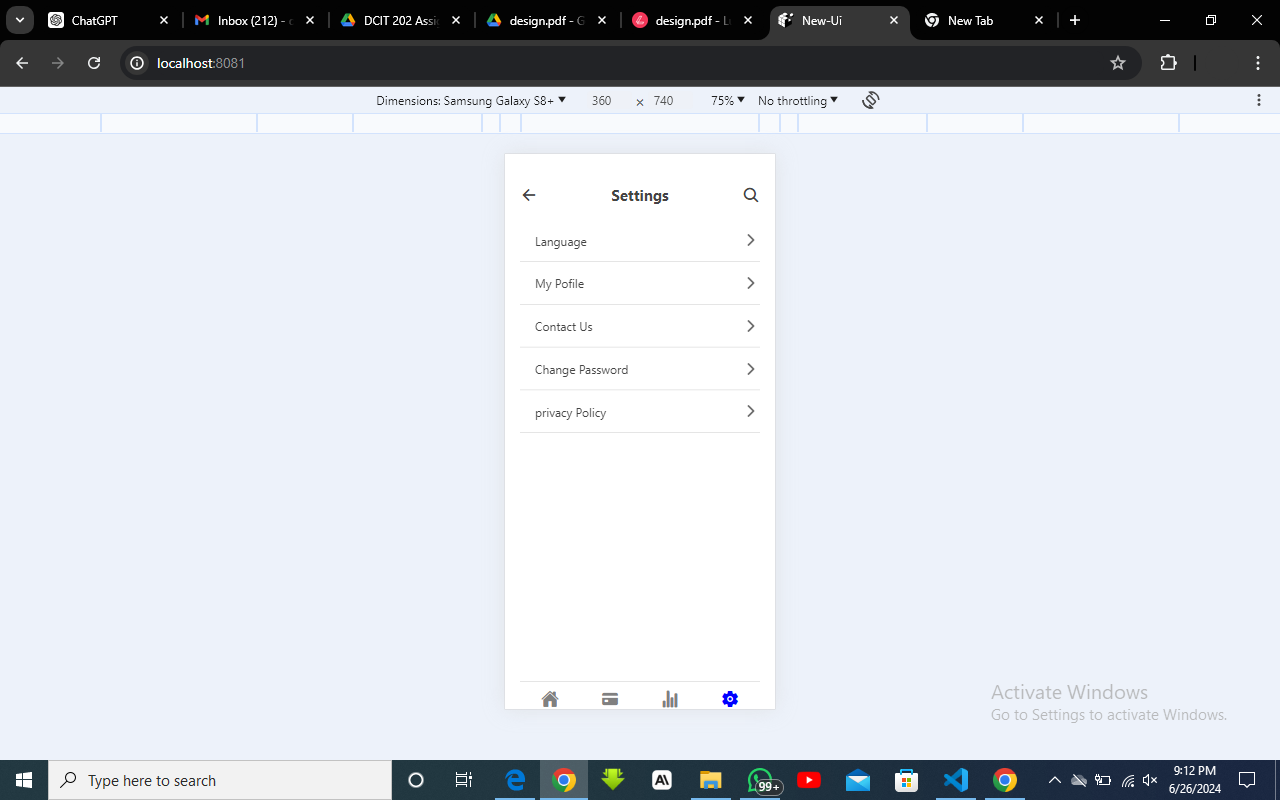 ChatGPT
Inbox (212) - c
DCIT 202 Assi
design.pdf - G
design.pdf - L
New-Ui
New Tab
localhost:8081
Dimensions: Samsung Galaxy S8+ 360 × 740 75% No throttling
Settings
Language
My Pofile
Contact Us
Change Password
privacy Policy
Activate Windows
Go to Settings to activate Windows.
Type here to search
99+
9:12 PM
6/26/2024